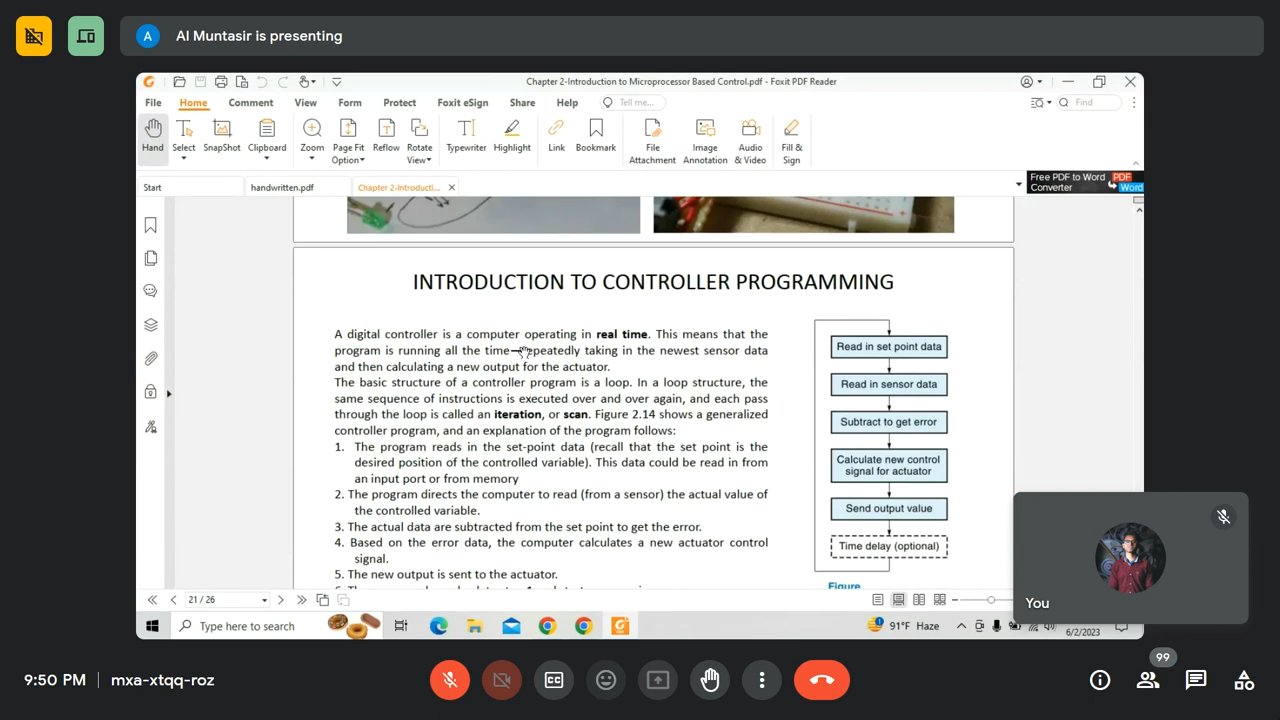 A
Al Muntasir is presenting
Chapter 2-Introduction to Microprocessor Based Control.pdf - Foxit PDF Reader
File
Home
Comment
View
Form
Protect
Foxit eSign
Share
Help
Tell me...
Find
Hand
Select
SnapShot
Clipboard
Zoom
Page Fit Option
Reflow
Rotate View
Typewriter
Highlight
Link
Bookmark
File Attachment
Image Annotation
Audio & Video
Fill & Sign
Start
handwritten.pdf
Chapter 2-Introducti...
Free PDF to Word Converter
PDF
Word
INTRODUCTION TO CONTROLLER PROGRAMMING
A digital controller is a computer operating in real time. This means that the
program is running all the time—repeatedly taking in the newest sensor data
and then calculating a new output for the actuator.
The basic structure of a controller program is a loop. In a loop structure, the
same sequence of instructions is executed over and over again, and each pass
through the loop is called an iteration, or scan. Figure 2.14 shows a generalized
controller program, and an explanation of the program follows:
1. The program reads in the set-point data (recall that the set point is the
desired position of the controlled variable). This data could be read in from
an input port or from memory
2. The program directs the computer to read (from a sensor) the actual value of
the controlled variable.
3. The actual data are subtracted from the set point to get the error.
4. Based on the error data, the computer calculates a new actuator control
signal.
5. The new output is sent to the actuator.
Read in set point data
Read in sensor data
Subtract to get error
Calculate new control
signal for actuator
Send output value
Time delay (optional)
Figure
21 / 26
Type here to search
91°F Haze
6/2/2023
You
9:50 PM
mxa-xtqq-roz
99